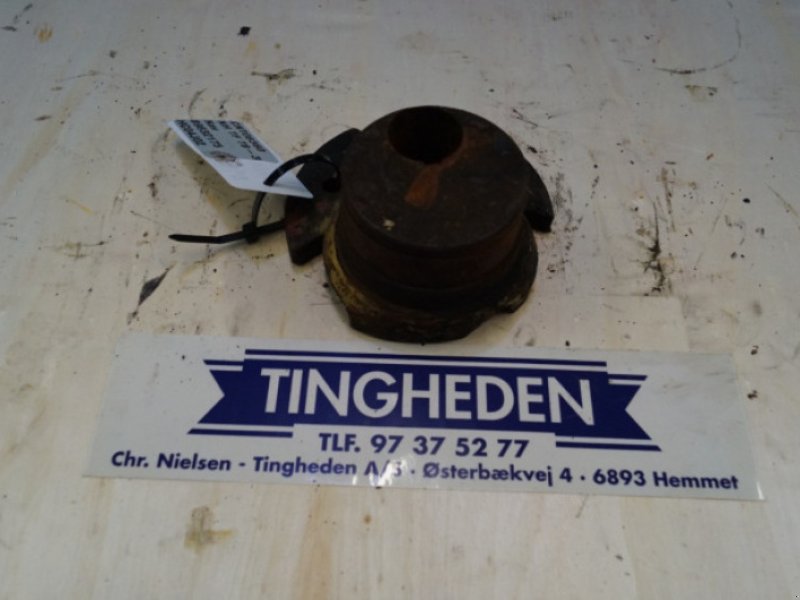 TINGHEDEN
TLF. 97 37 52 77
Chr. Nielsen - Tingheden A/S · Østerbækvej 4 · 6893 Hemmet